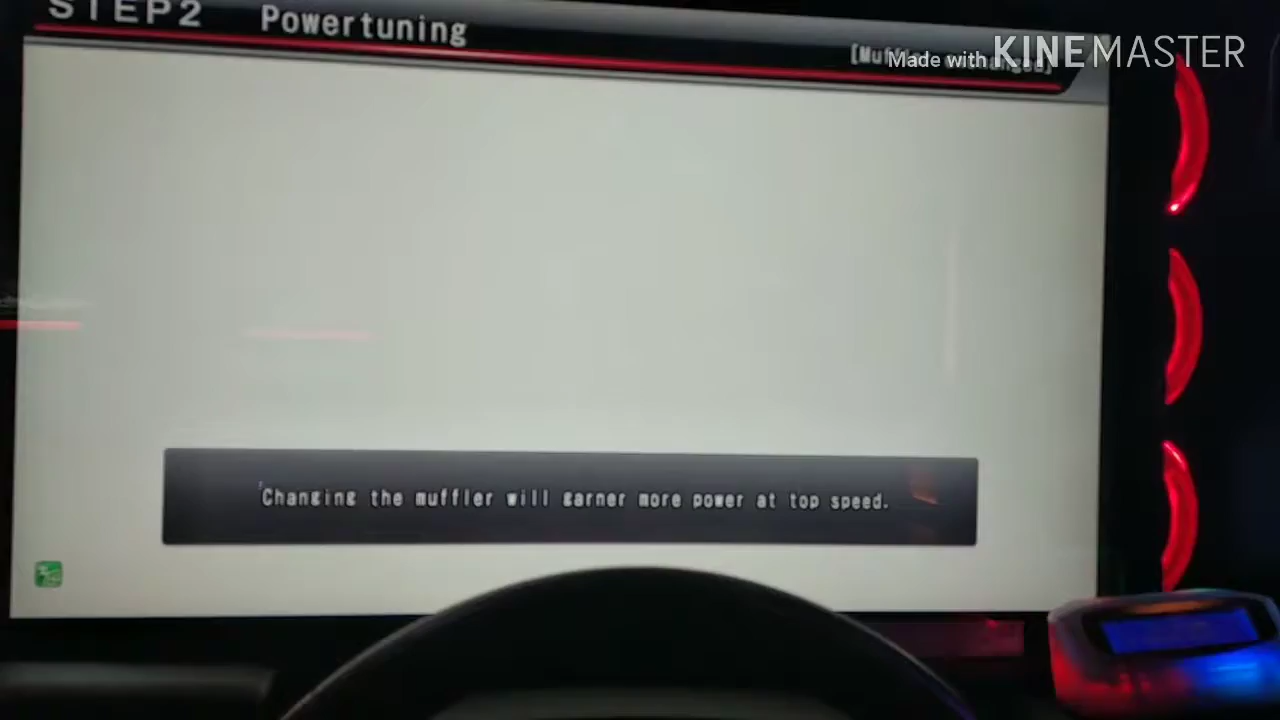 STEP2 Powertuning
Made with KINEMASTER
Changing the muffler will garner more power at top speed.